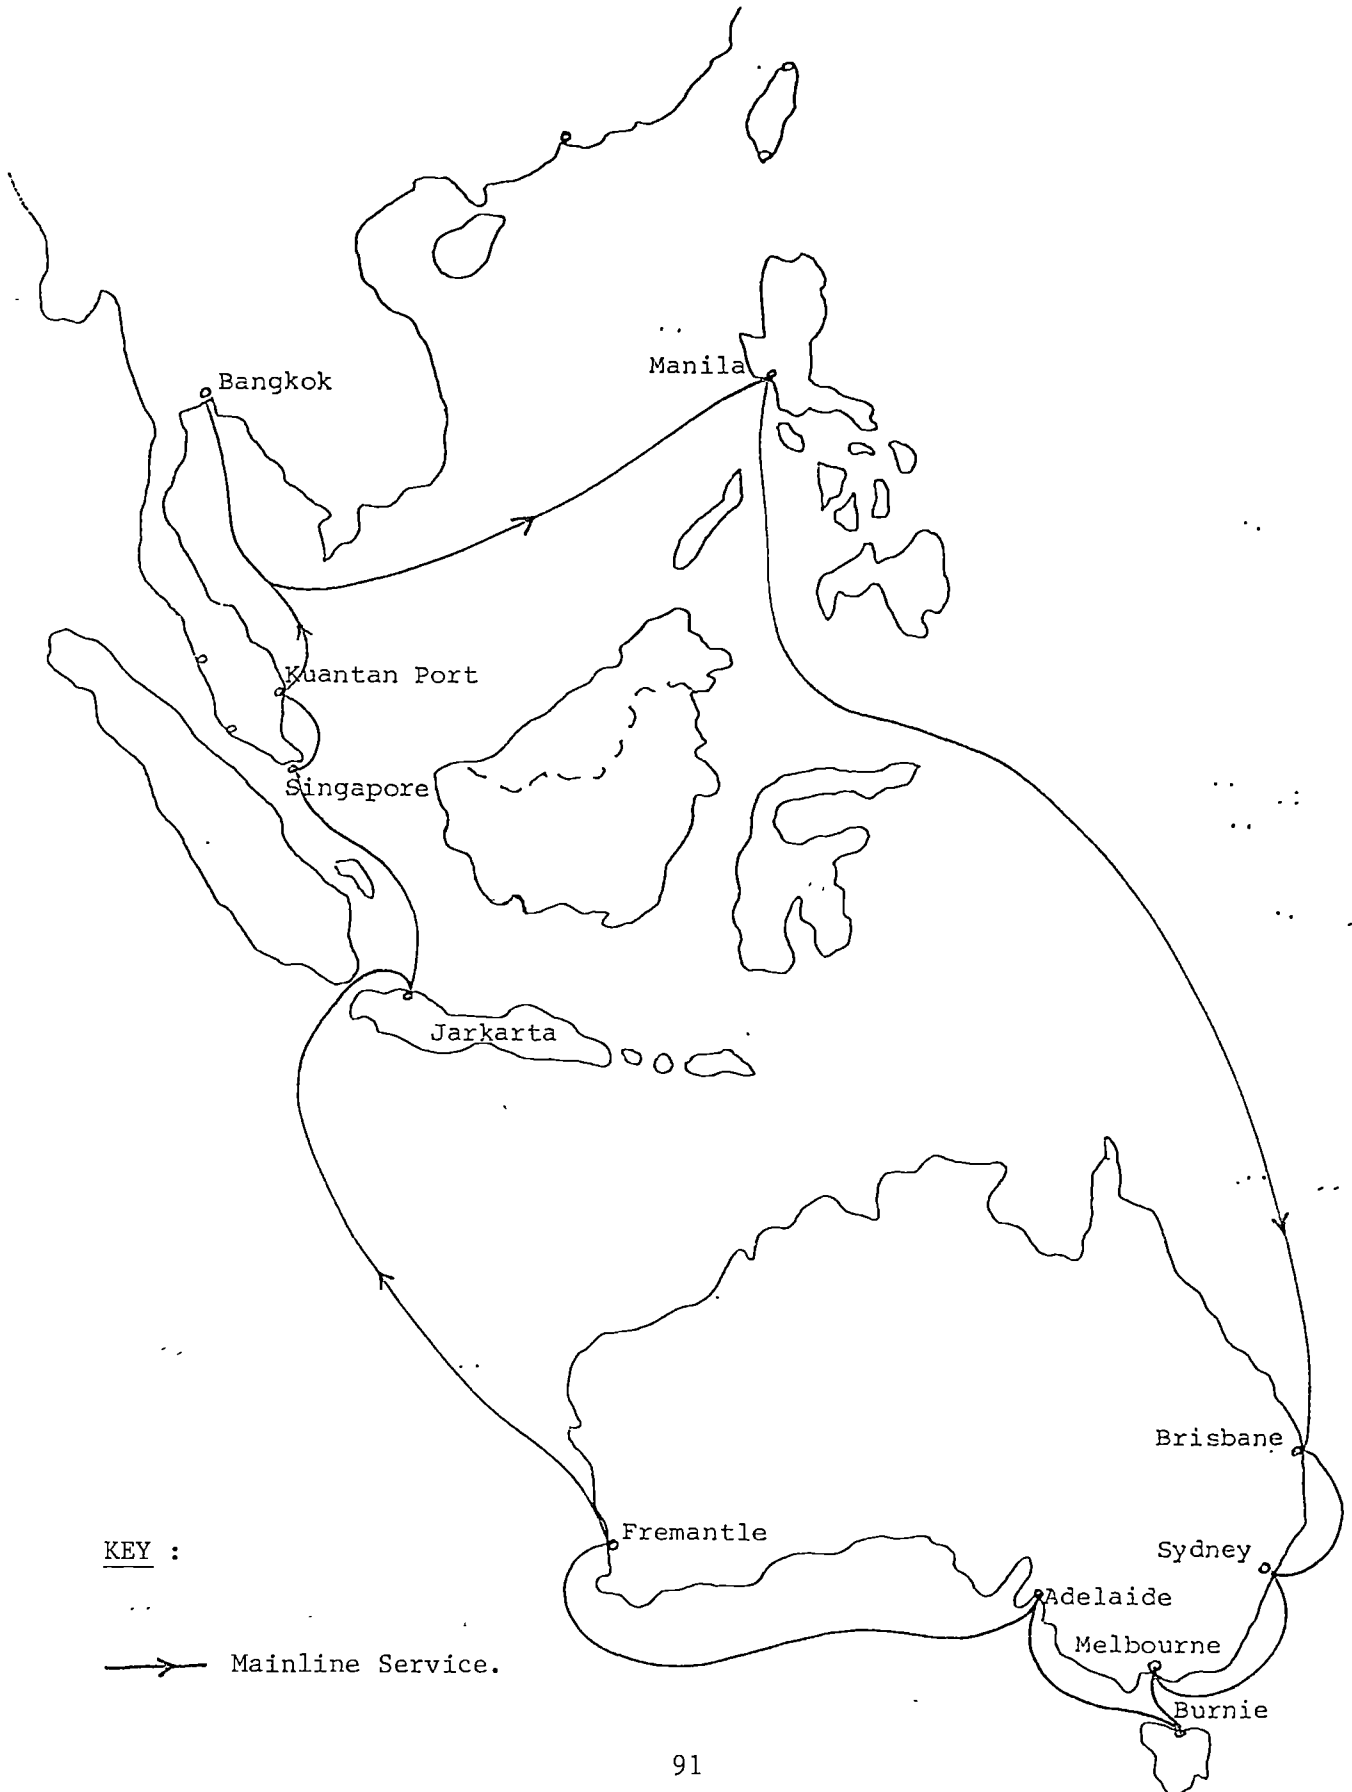 Manila
Bangkok
Kuantan Port
Singapore
Jarkarta
Brisbane
Fremantle
Sydney
KEY :
Adelaide
Melbourne
Mainline Service.
Burnie
91